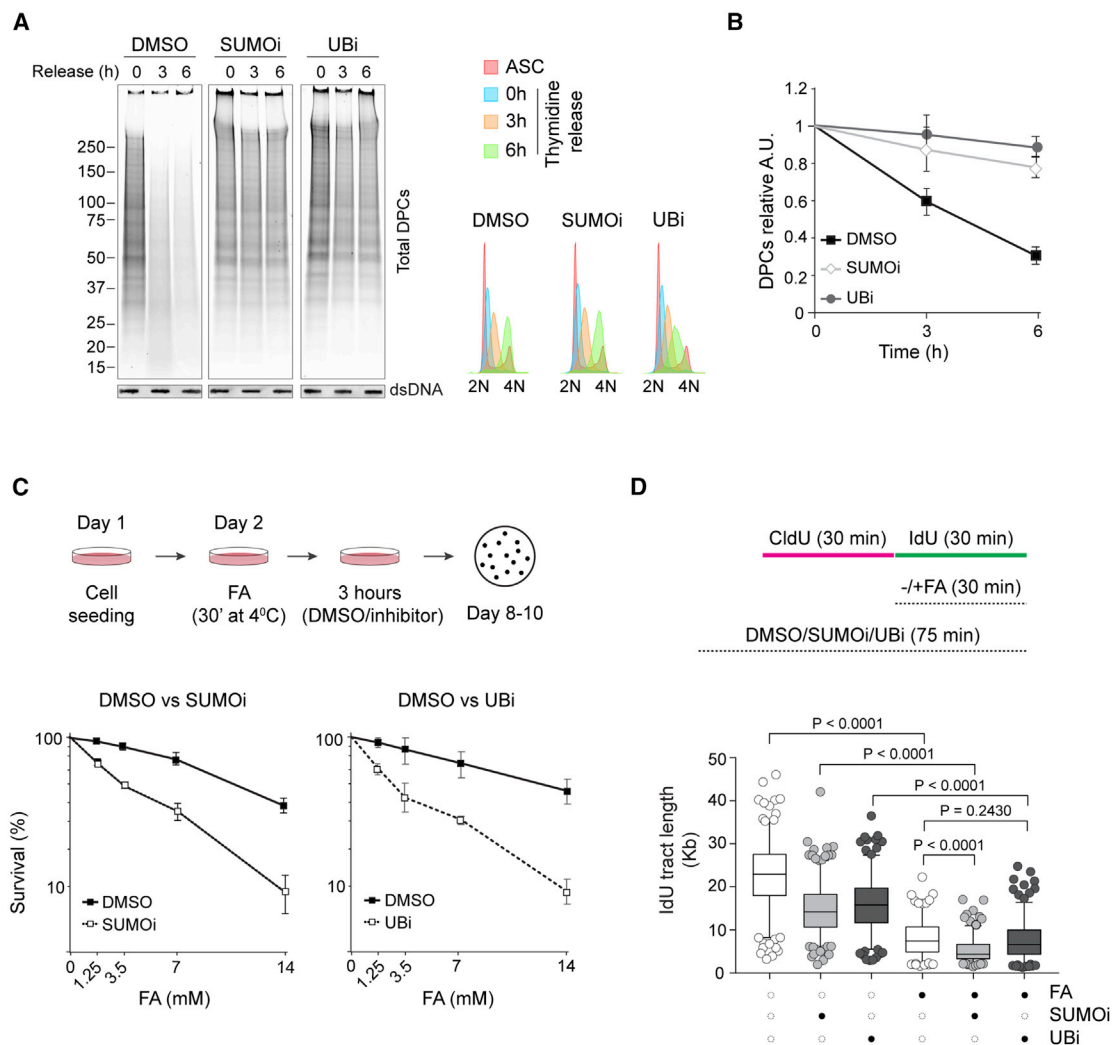 A
DMSO SUMOi UBi
Release (h) 0 3 6 0 3 6 0 3 6
250
150
100
75
50
37
25
20
15
Total DPCs
dsDNA
ASC
0h
3h
6h
Thymidine
release
DMSO SUMOi UBi
2N 4N 2N 4N 2N 4N
B
DPCs relative A.U.
1.2
1
0.8
0.6
0.4
0.2
0
DMSO
SUMOi
UBi
0 3 6
Time (h)
C
Day 1 Day 2
Cell
seeding
FA
(30' at 4⁰C)
3 hours
(DMSO/inhibitor)
Day 8-10
DMSO vs SUMOi
Survival (%)
100
10
DMSO
SUMOi
0 1.25 3.5 7 14
FA (mM)
DMSO vs UBi
100
10
DMSO
UBi
0 1.25 3.5 7 14
FA (mM)
D
CldU (30 min) IdU (30 min)
-/+FA (30 min)
DMSO/SUMOi/UBi (75 min)
P < 0.0001
P < 0.0001
P < 0.0001
P = 0.2430
P < 0.0001
IdU tract length
(Kb)
50
40
30
20
10
0
FA
SUMOi
UBi